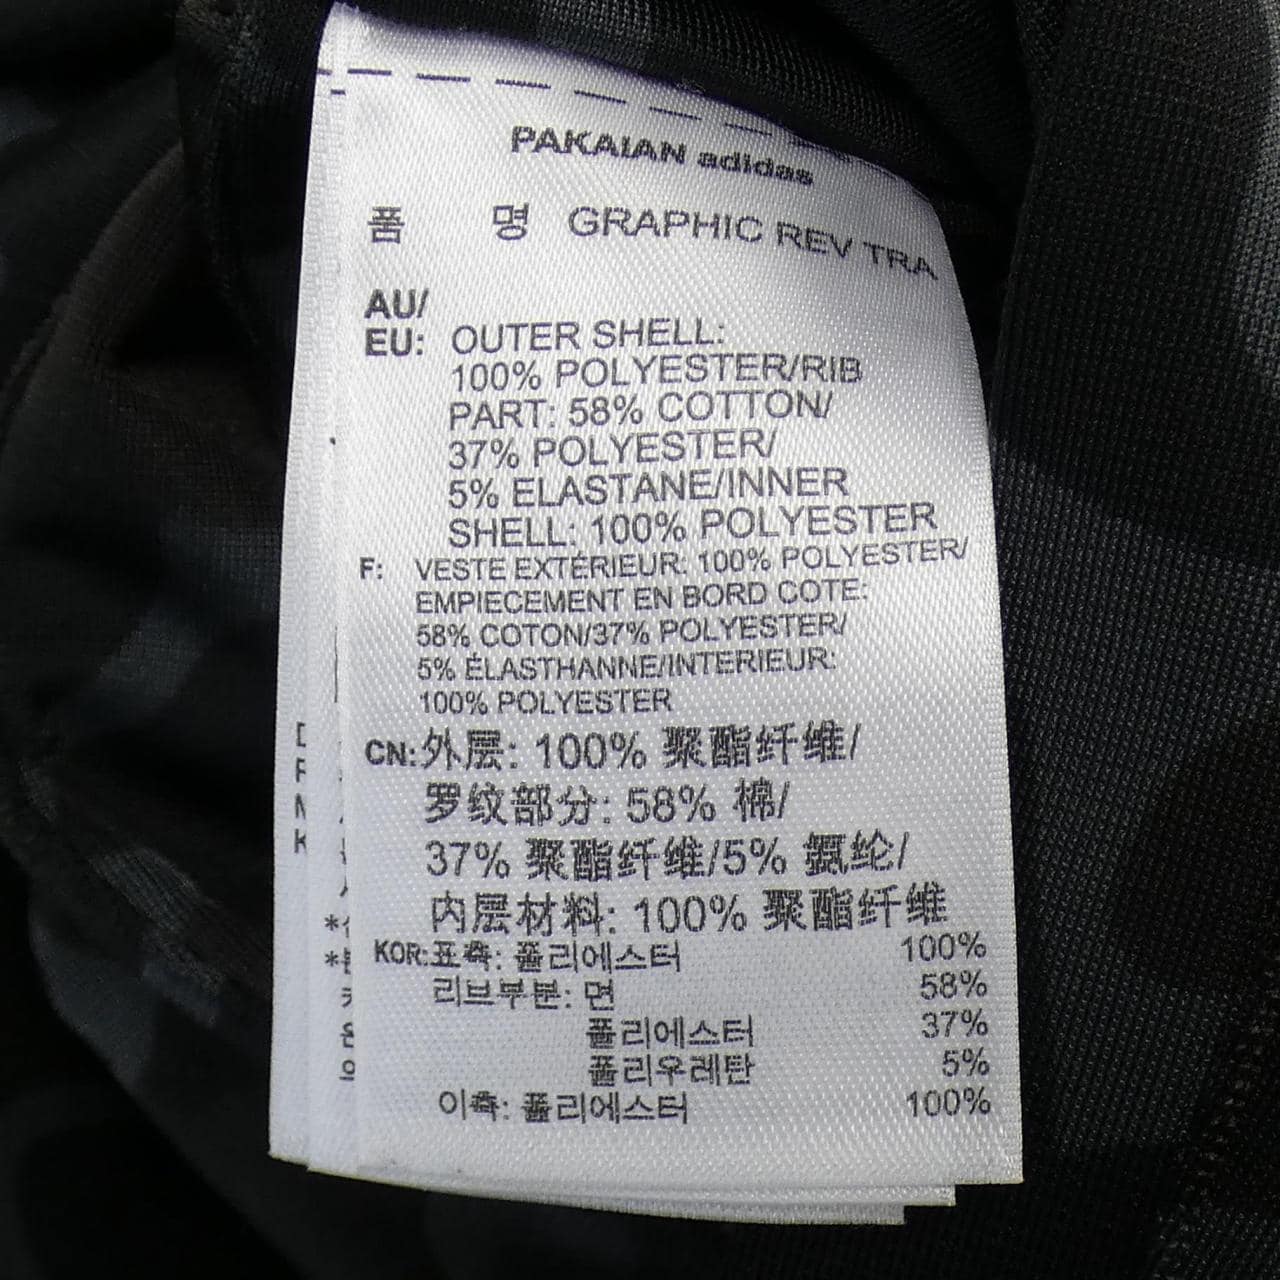 PAKAIAN adidas
품 명 GRAPHIC REV TRA
AU/
EU: OUTER SHELL:
100% POLYESTER/RIB
PART: 58% COTTON/
37% POLYESTER/
5% ELASTANE/INNER
SHELL: 100% POLYESTER
F: VESTE EXTÉRIEUR: 100% POLYESTER/
EMPIECEMENT EN BORD COTE:
58% COTON/37% POLYESTER/
5% ÉLASTHANNE/INTERIEUR:
100% POLYESTER
CN: 外层: 100% 聚酯纤维/
罗纹部分: 58% 棉/
37% 聚酯纤维/5% 氨纶/
内层材料: 100% 聚酯纤维
KOR: 표측: 폴리에스터 100%
리브부분: 면 58%
폴리에스터 37%
폴리우레탄 5%
이측: 폴리에스터 100%